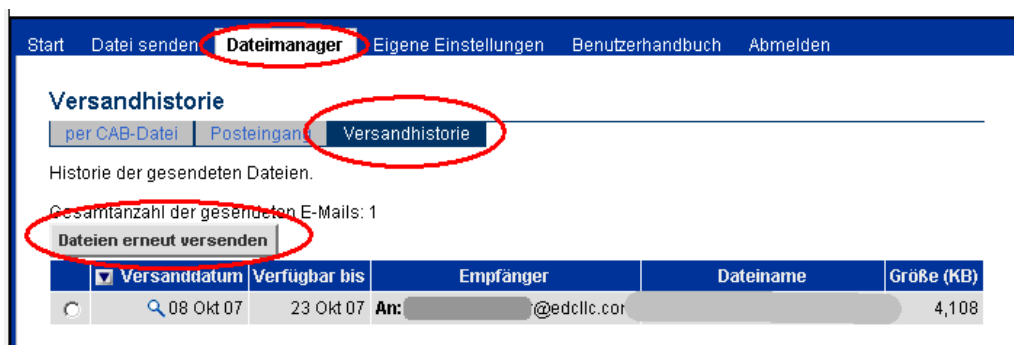 Start Datei senden Dateimanager Eigene Einstellungen Benutzerhandbuch Abmelden
Versandhistorie
per CAB-Datei Posteingang Versandhistorie
Historie der gesendeten Dateien.
Gesamtanzahl der gesendeten E-Mails: 1
Dateien erneut versenden
Versanddatum Verfügbar bis Empfänger Dateiname Größe (KB)
08 Okt 07 23 Okt 07 An: @edcllc.com 4,108